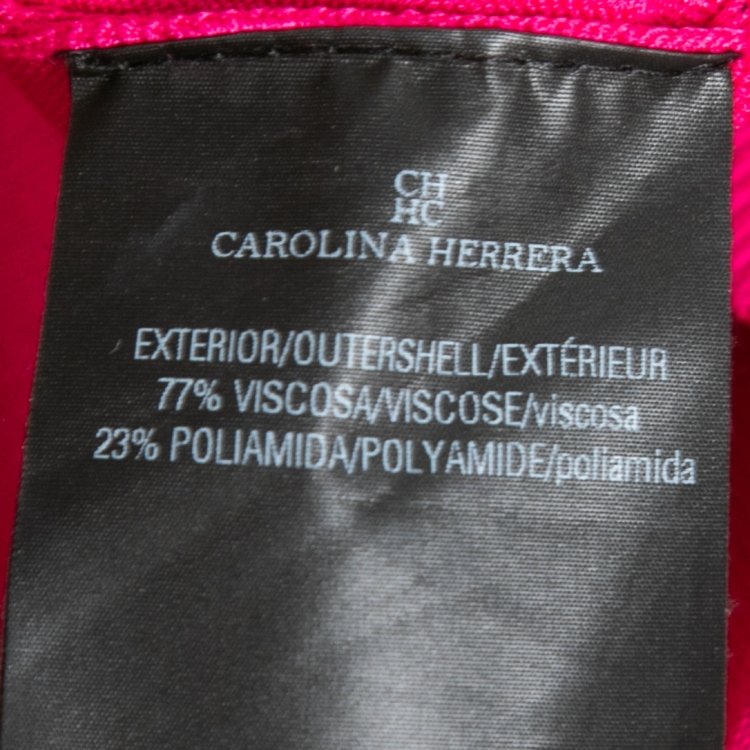 CH
HC
CAROLINA HERRERA
EXTERIOR/OUTERSHELL/EXTÉRIEUR
77% VISCOSA/VISCOSE/viscosa
23% POLIAMIDA/POLYAMIDE/poliamida